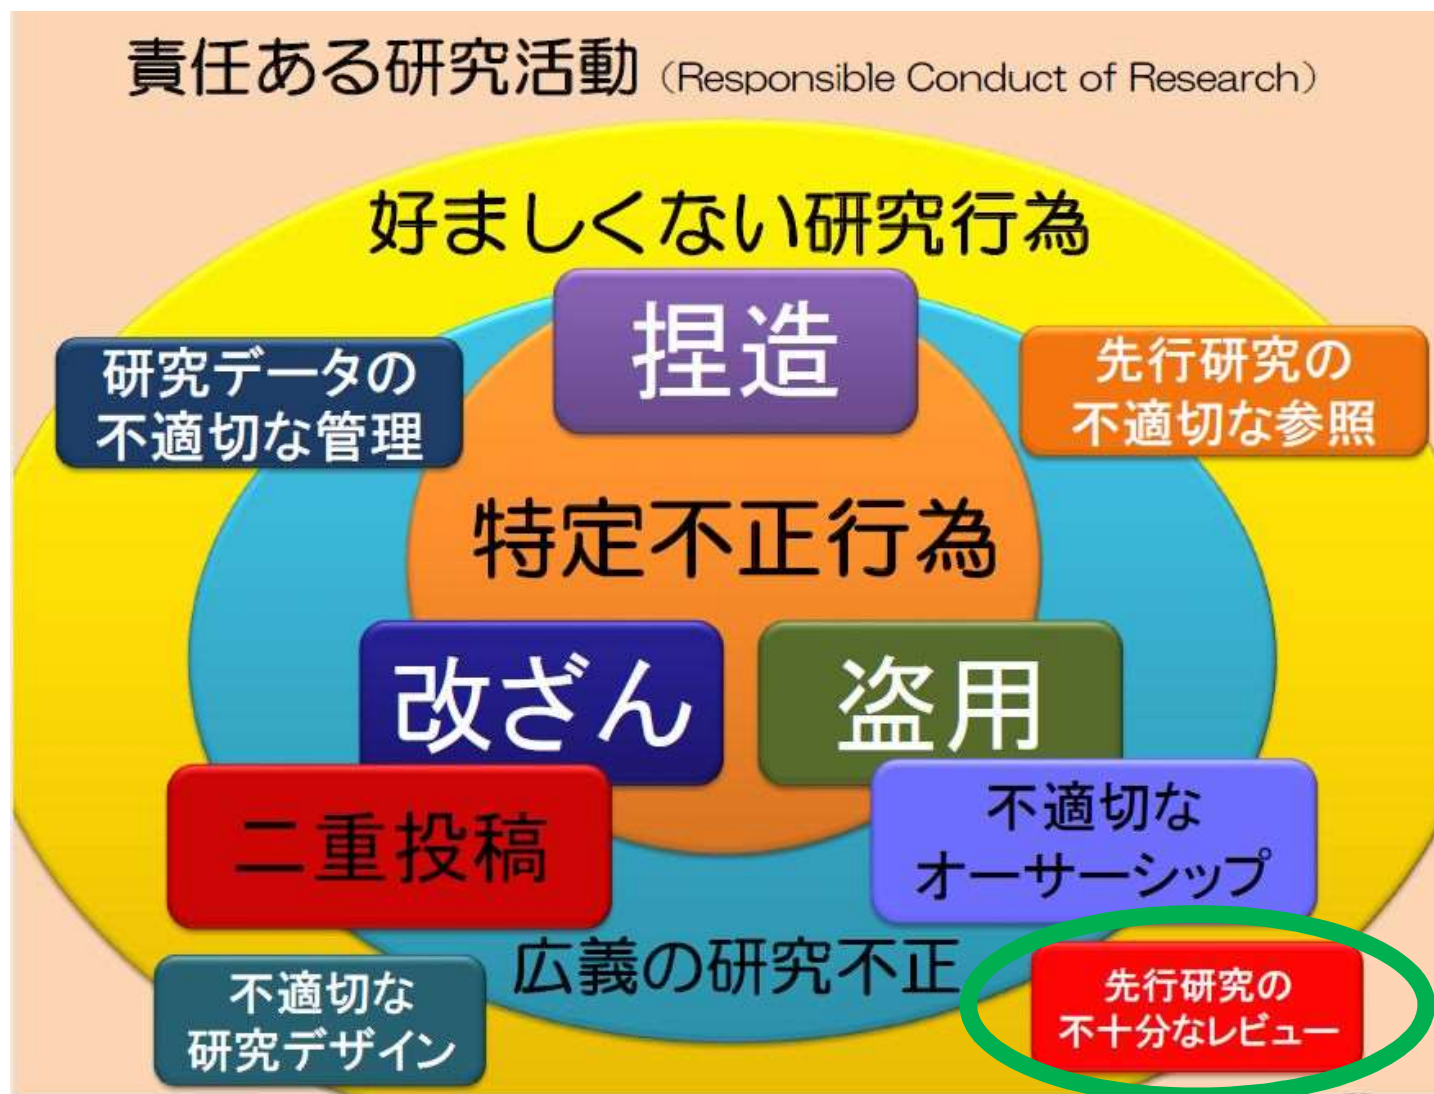 責任ある研究活動（Responsible Conduct of Research）
好ましくない研究行為
捏造
研究データの
不適切な管理
先行研究の
不適切な参照
特定不正行為
改ざん
盗用
二重投稿
不適切な
オーサーシップ
広義の研究不正
不適切な
研究デザイン
先行研究の
不十分なレビュー